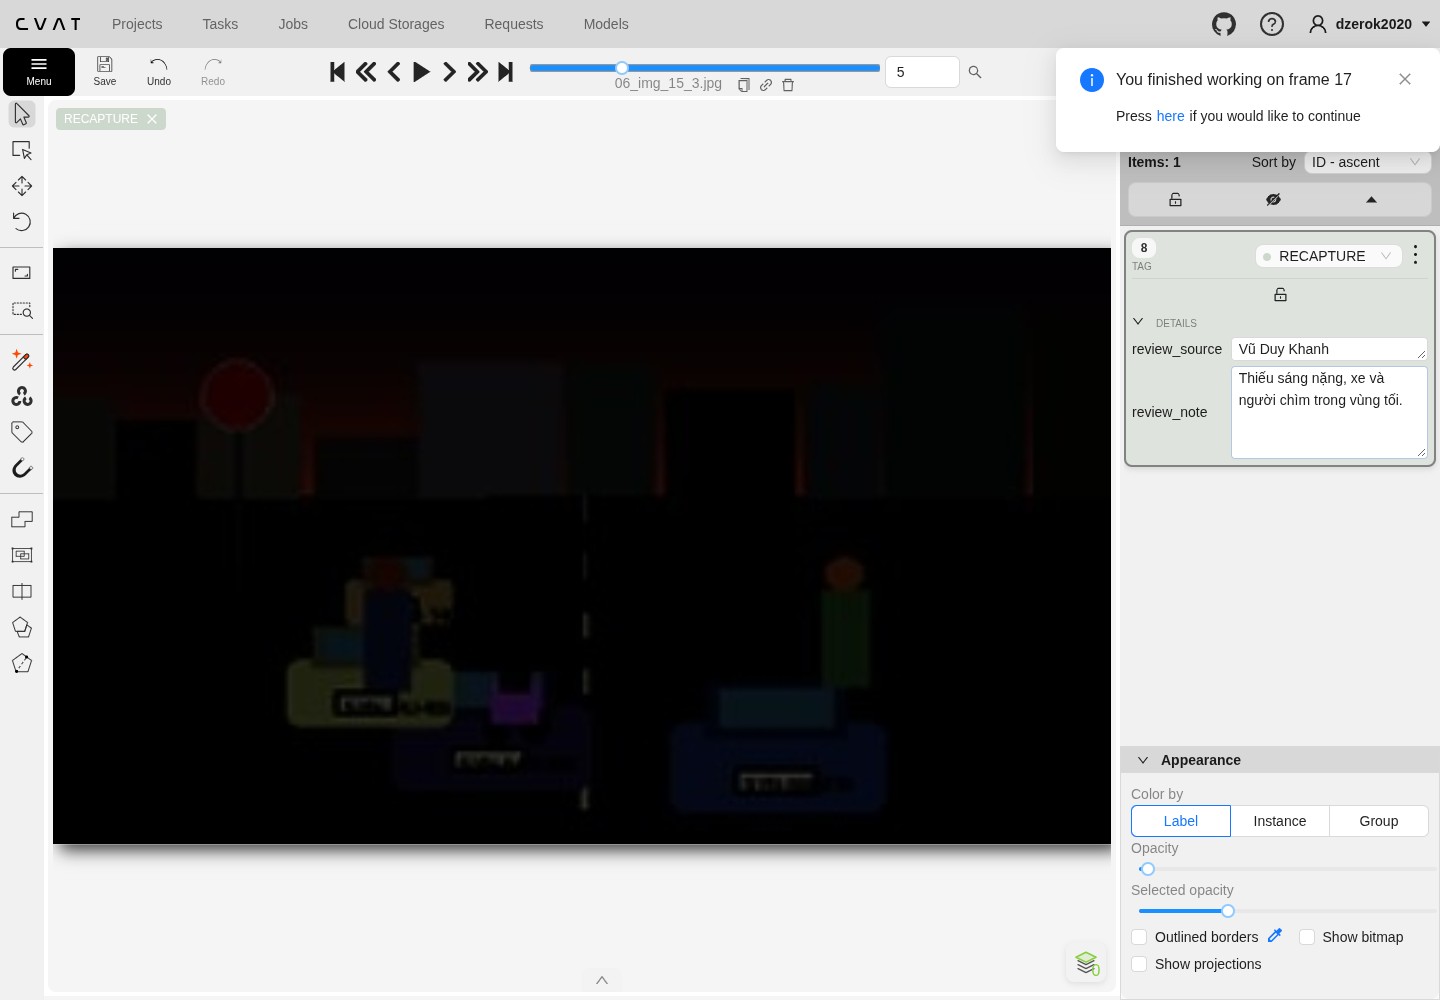 CVAT
Projects
Tasks
Jobs
Cloud Storages
Requests
Models
dzerok2020
Menu
Save
Undo
Redo
06_img_15_3.jpg
5
You finished working on frame 17
Press here if you would like to continue
RECAPTURE
Items: 1
Sort by
ID - ascent
8
TAG
RECAPTURE
DETAILS
review_source
Vũ Duy Khanh
review_note
Thiếu sáng nặng, xe và
người chìm trong vùng tối.
Appearance
Color by
Label
Instance
Group
Opacity
Selected opacity
Outlined borders
Show bitmap
Show projections
0